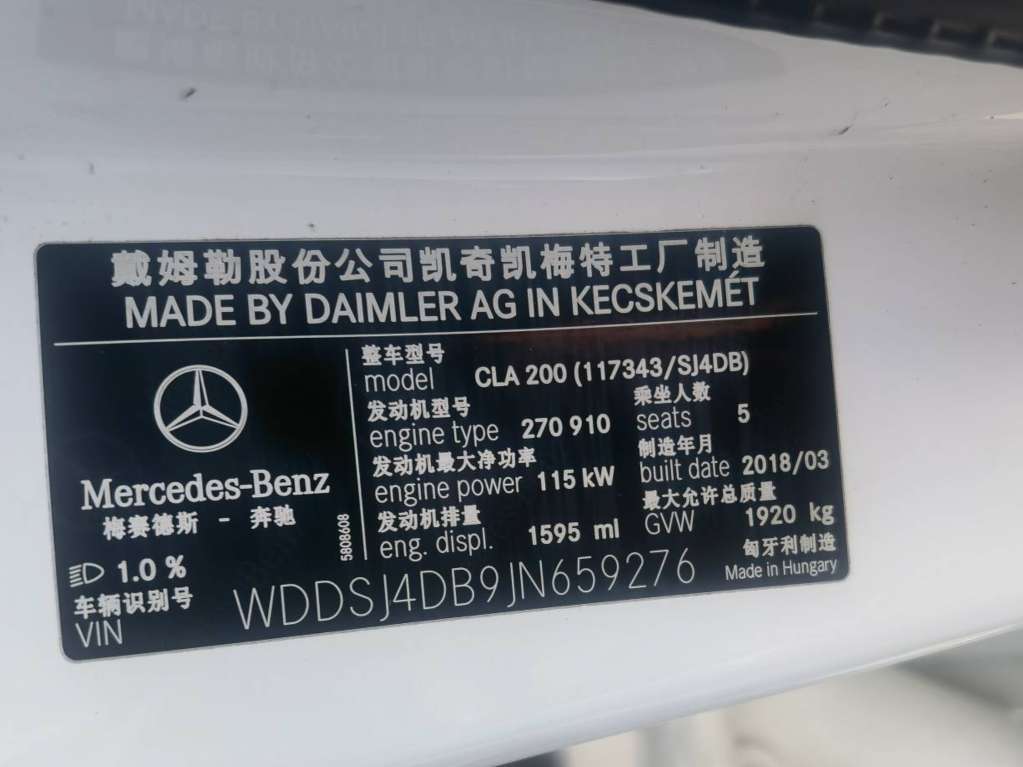 戴姆勒股份公司凯奇凯梅特工厂制造
MADE BY DAIMLER AG IN KECSKEMÉT
整车型号
model CLA 200 (117343/SJ4DB)
发动机型号
engine type 270 910
乘坐人数
seats 5
发动机最大净功率
engine power 115 kW
制造年月
built date 2018/03
发动机排量
eng. displ. 1595 ml
最大允许总质量
GVW 1920 kg
Mercedes-Benz
梅赛德斯 - 奔驰
5808608
1.0 %
车辆识别号
VIN WDDSJ4DB9JN659276
匈牙利制造
Made in Hungary